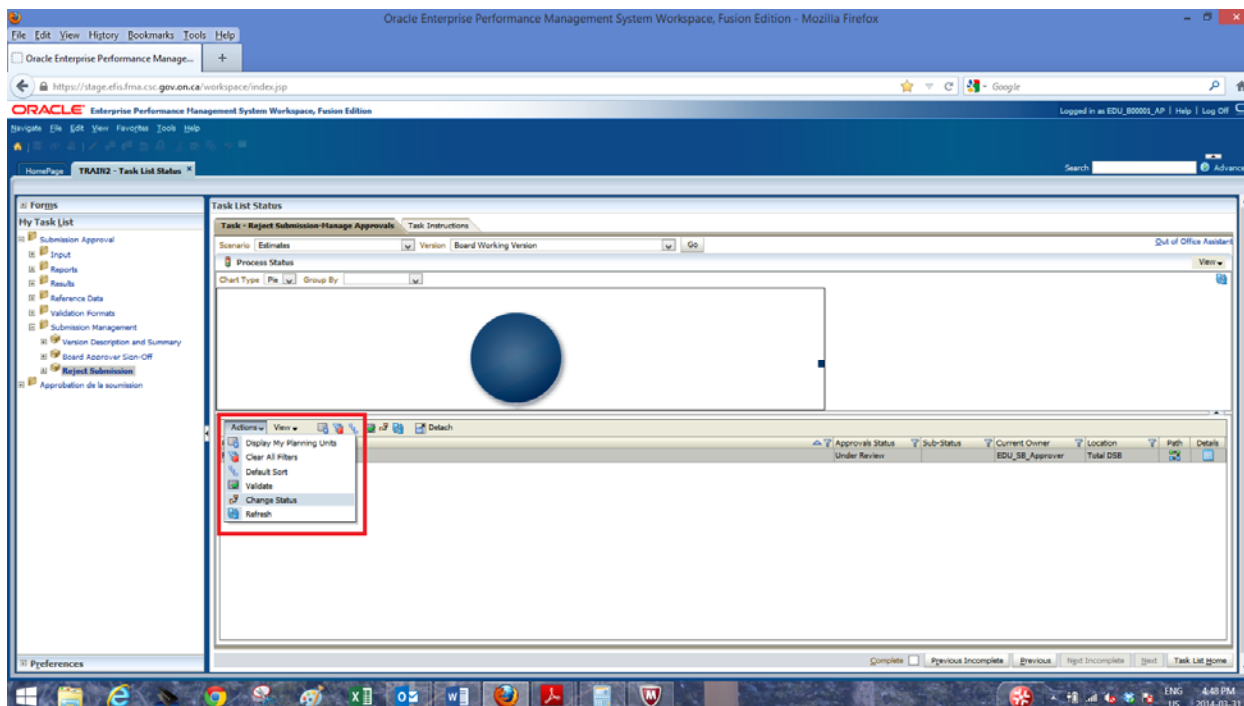 Oracle Enterprise Performance Management System Workspace, Fusion Edition - Mozilla Firefox
File Edit View History Bookmarks Tools Help
Oracle Enterprise Performance Manage...
https://stage.efis.fma.csc.gov.on.ca/workspace/index.jsp
Google
ORACLE Enterprise Performance Management System Workspace, Fusion Edition
Logged in as EDU_B00001_AP | Help | Log Off
Navigate File Edit View Favorites Tools Help
HomePage TRAIN2 - Task List Status
Search
Advance
Forms
My Task List
Submission Approval
Input
Reports
Results
Reference Data
Validation Formats
Submission Management
Version Description and Summary
Board Approver Sign-Off
Reject Submission
Approbation de la soumission
Preferences
Task List Status
Task - Reject Submission-Manage Approvals Task Instructions
Scenario Estimates Version Board Working Version Go
Out of Office Assistant
Process Status
View
Chart Type Pie Group By
Actions View Detach
Display My Planning Units
Clear All Filters
Default Sort
Validate
Change Status
Refresh
Approvals Status Sub-Status Current Owner Location Path Details
Under Review EDU_SB_Approver Total DSB
Complete Previous Incomplete Previous Next Incomplete Next Task List Home
ENG 4:48 PM
US 2014-03-31